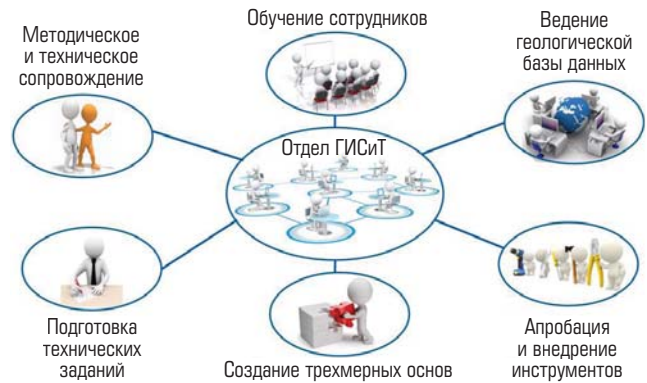 Методическое
и техническое
сопровождение
Обучение сотрудников
Ведение
геологической
базы данных
Отдел ГИСиТ
Подготовка
технических
заданий
Создание трехмерных основ
Апробация
и внедрение
инструментов